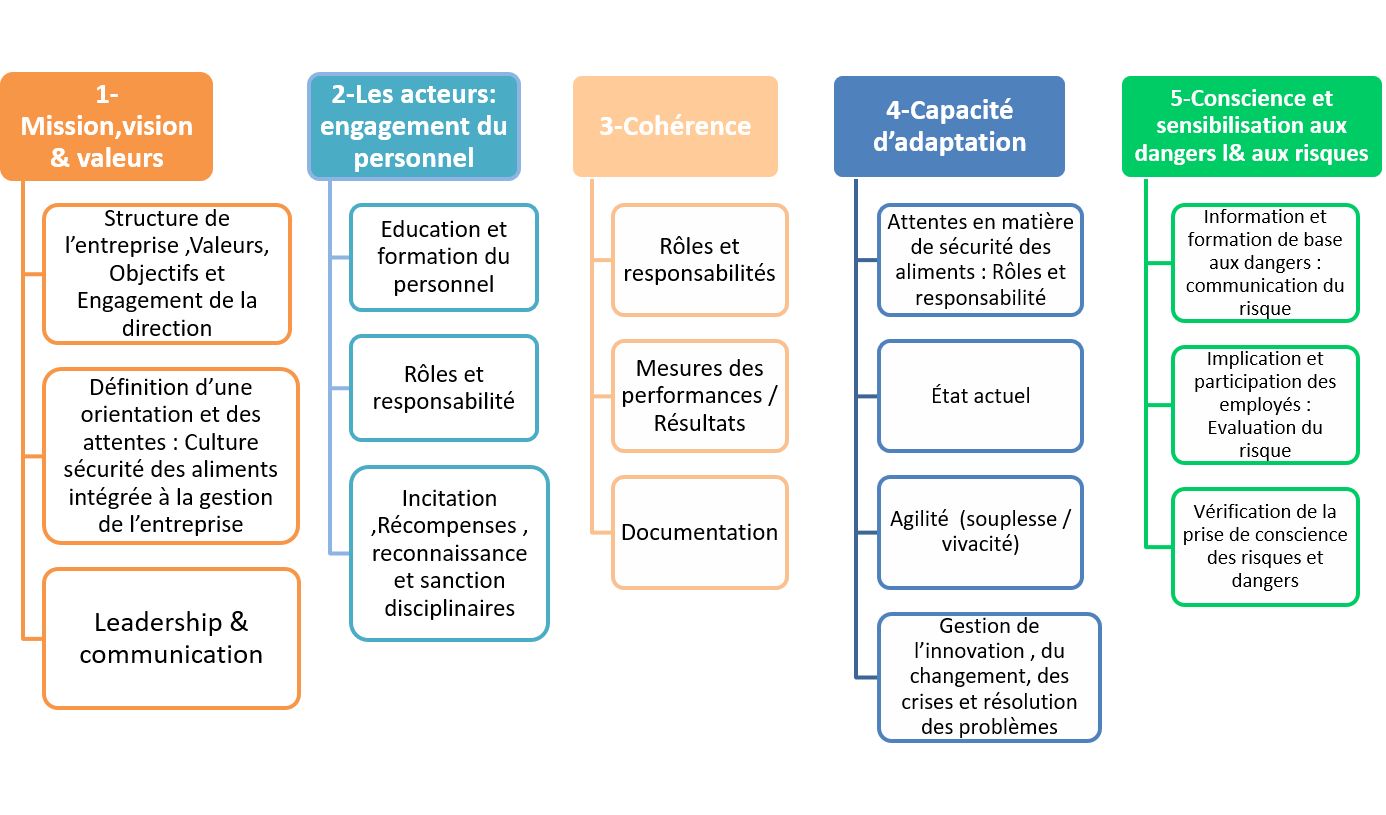 1-
Mission,vision
& valeurs
Structure de
l’entreprise ,Valeurs,
Objectifs et
Engagement de la
direction
Définition d’une
orientation et des
attentes : Culture
sécurité des aliments
intégrée à la gestion
de l’entreprise
Leadership &
communication
2-Les acteurs:
engagement du
personnel
Education et
formation du
personnel
Rôles et
responsabilité
Incitation
,Récompenses ,
reconnaissance
et sanction
disciplinaires
3-Cohérence
Rôles et
responsabilités
Mesures des
performances /
Résultats
Documentation
4-Capacité
d’adaptation
Attentes en matière
de sécurité des
aliments : Rôles et
responsabilité
État actuel
Agilité (souplesse /
vivacité)
Gestion de
l’innovation , du
changement, des
crises et résolution
des problèmes
5-Conscience et
sensibilisation aux
dangers l& aux risques
Information et
formation de base
aux dangers :
communication du
risque
Implication et
participation des
employés :
Evaluation du
risque
Vérification de la
prise de conscience
des risques et
dangers